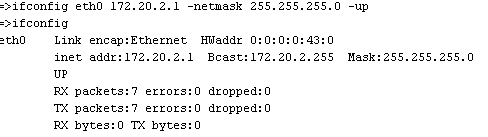 =>ifconfig eth0 172.20.2.1 -netmask 255.255.255.0 -up
=>ifconfig
eth0 Link encap:Ethernet HWaddr 0:0:0:0:43:0
inet addr:172.20.2.1 Bcast:172.20.2.255 Mask:255.255.255.0
UP
RX packets:7 errors:0 dropped:0
TX packets:7 errors:0 dropped:0
RX bytes:0 TX bytes:0